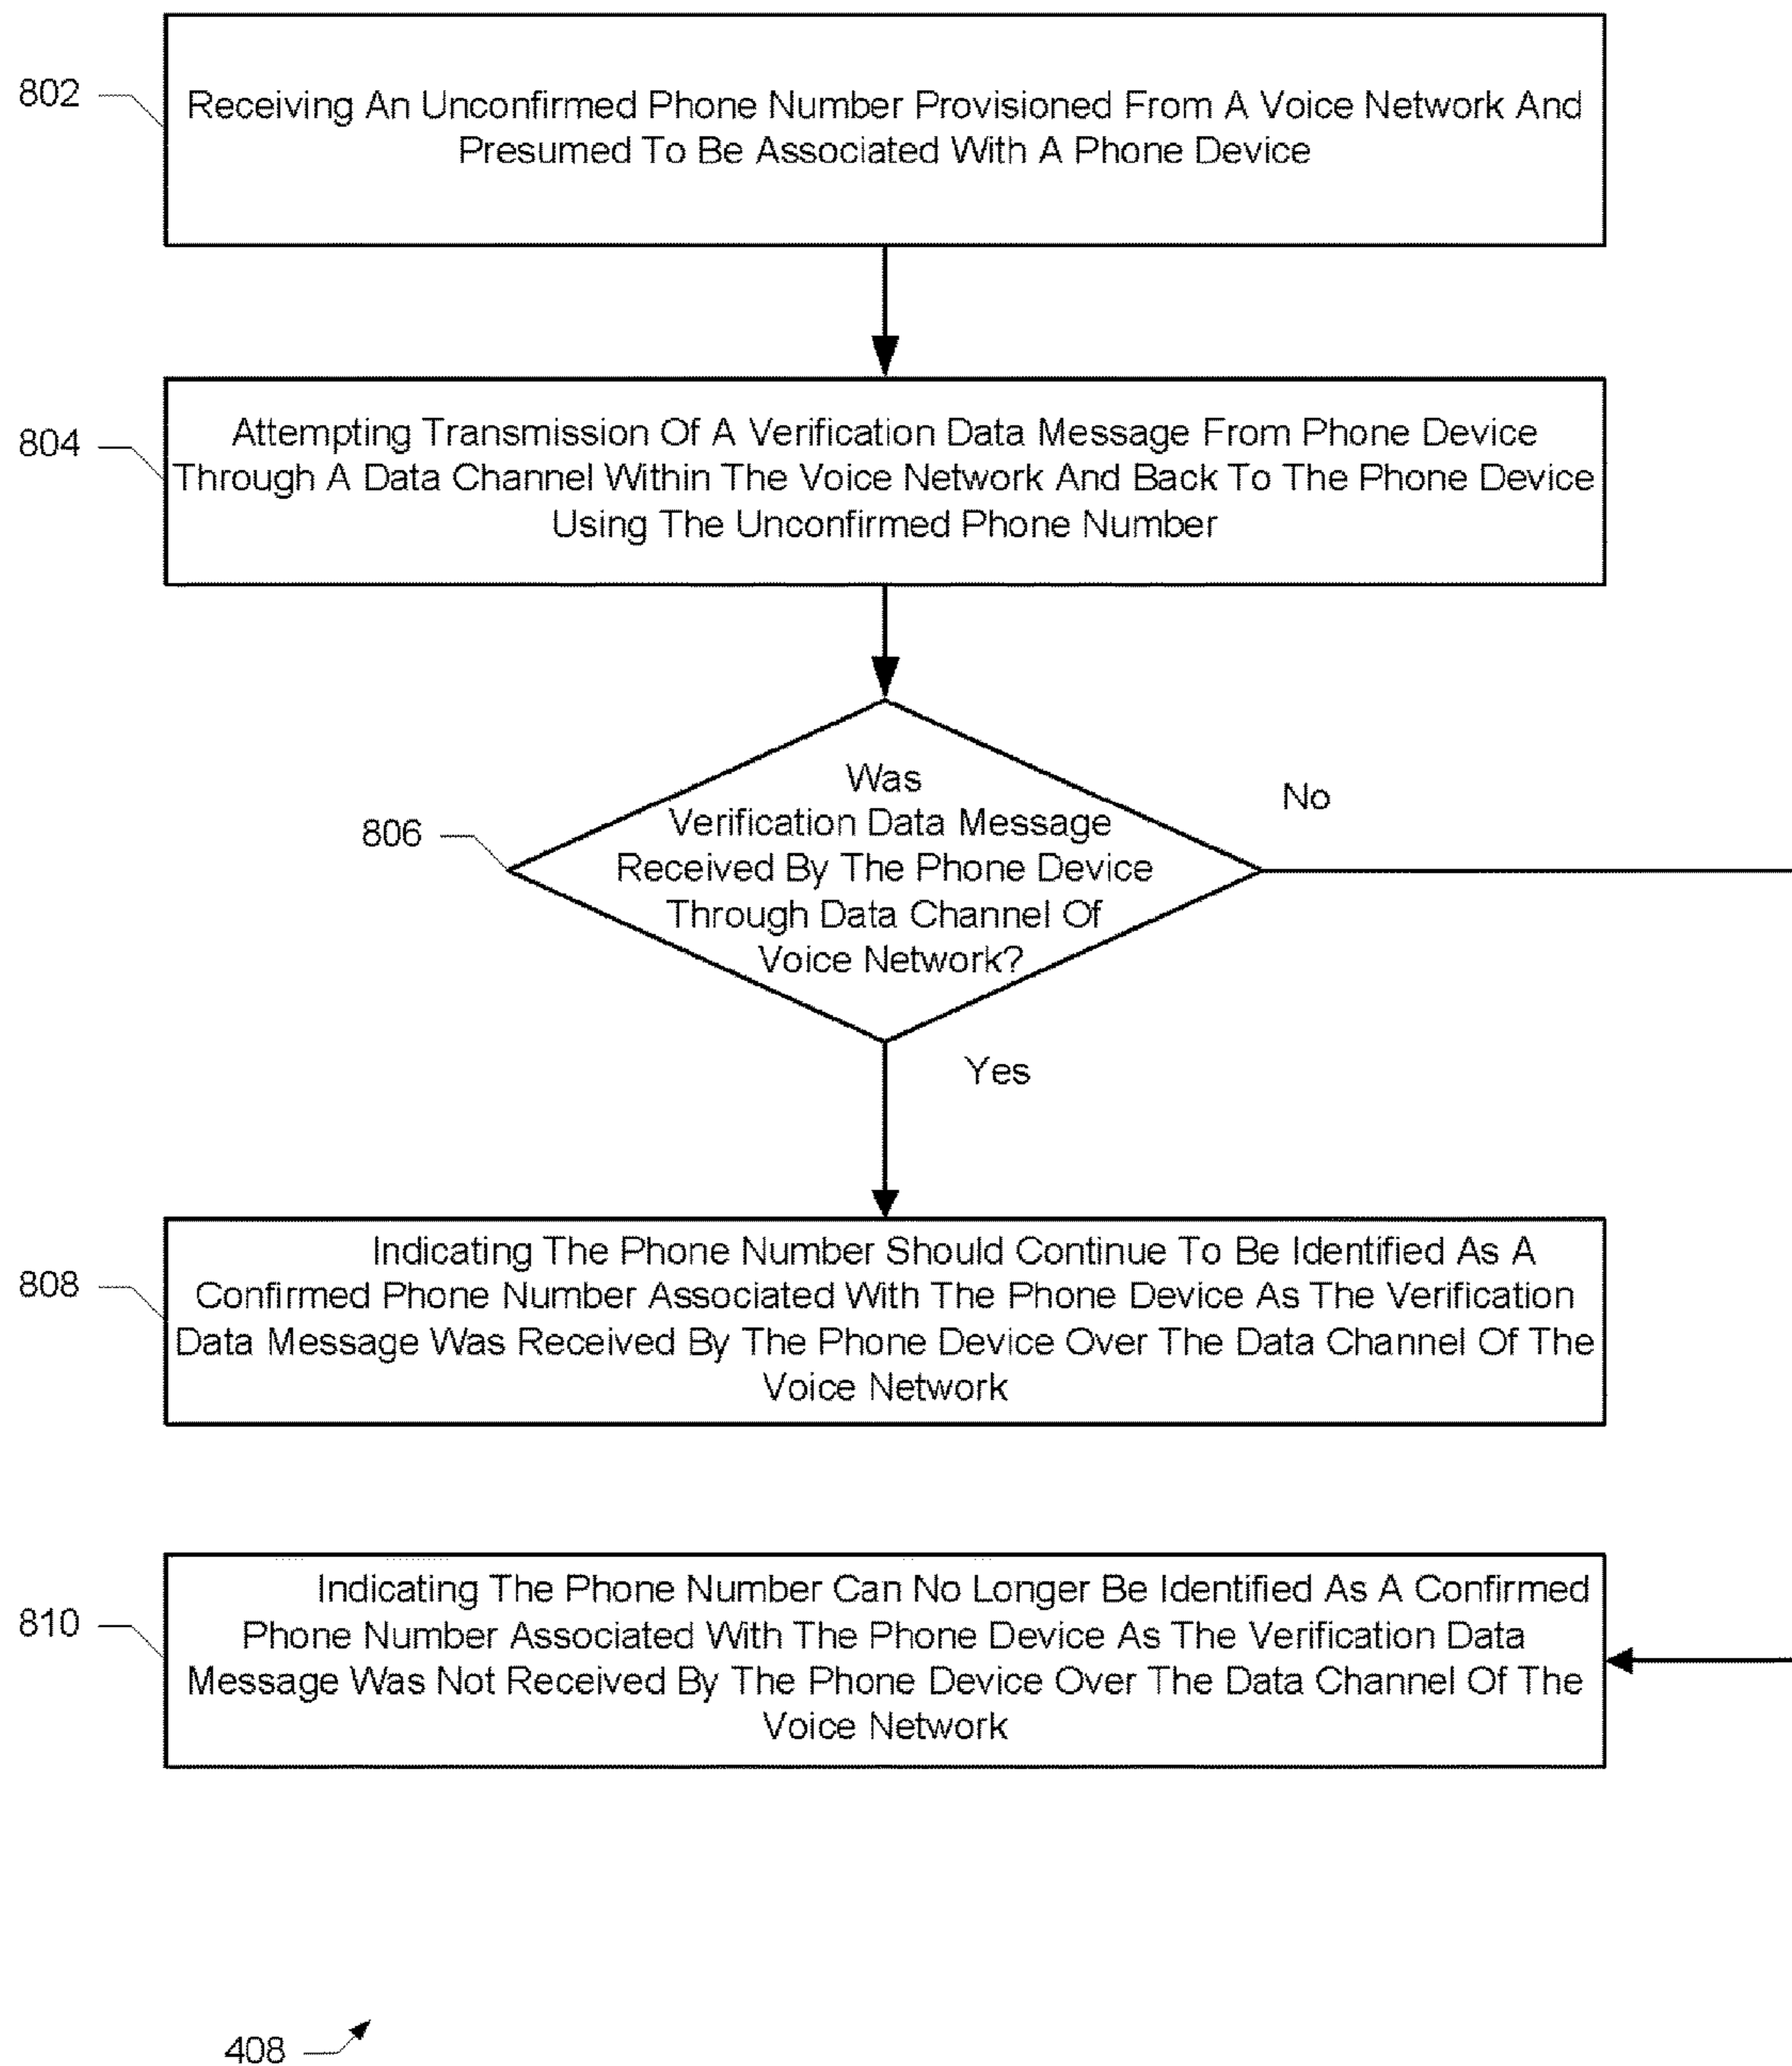 802
Receiving An Unconfirmed Phone Number Provisioned From A Voice Network And
Presumed To Be Associated With A Phone Device
804
Attempting Transmission Of A Verification Data Message From Phone Device
Through A Data Channel Within The Voice Network And Back To The Phone Device
Using The Unconfirmed Phone Number
806
Was
Verification Data Message
Received By The Phone Device
Through Data Channel Of
Voice Network?
No
Yes
808
Indicating The Phone Number Should Continue To Be Identified As A
Confirmed Phone Number Associated With The Phone Device As The Verification
Data Message Was Received By The Phone Device Over The Data Channel Of The
Voice Network
810
Indicating The Phone Number Can No Longer Be Identified As A Confirmed
Phone Number Associated With The Phone Device As The Verification Data
Message Was Not Received By The Phone Device Over The Data Channel Of The
Voice Network
408